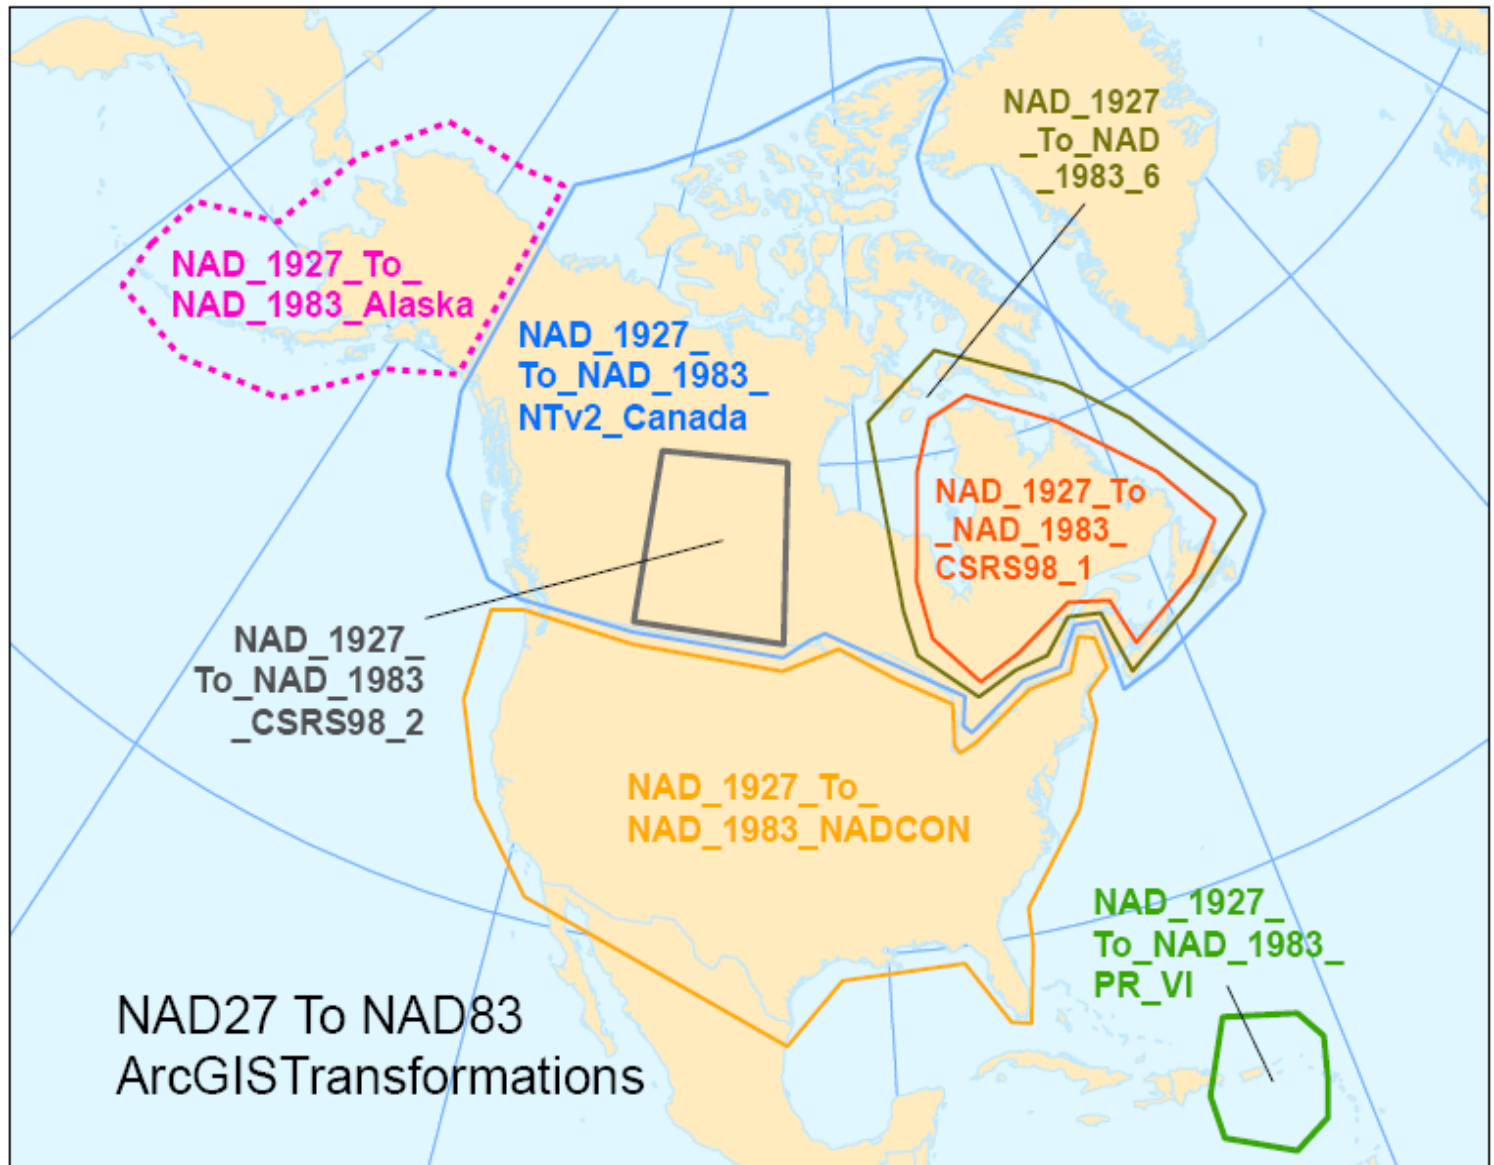 NAD_1927
_To_NAD
_1983_6
NAD_1927_To_
NAD_1983_Alaska
NAD_1927_
To_NAD_1983_
NTv2_Canada
NAD_1927_To
_NAD_1983_
CSRS98_1
NAD_1927_
To_NAD_1983
_CSRS98_2
NAD_1927_To_
NAD_1983_NADCON
NAD_1927_
To_NAD_1983_
PR_VI
NAD27 To NAD83
ArcGISTransformations